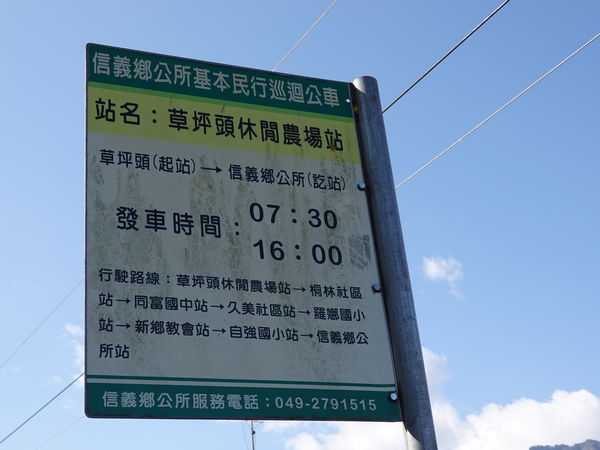 信義鄉公所基本民行巡迴公車
站名：草坪頭休閒農場站
草坪頭(起站)→信義鄉公所(訖站)
發車時間：07：30
16：00
行駛路線：草坪頭休閒農場站→桐林社區
站→同富國中站→久美社區站→羅娜國小
站→新鄉教會站→自強國小站→信義鄉公
所站
信義鄉公所服務電話：049-2791515